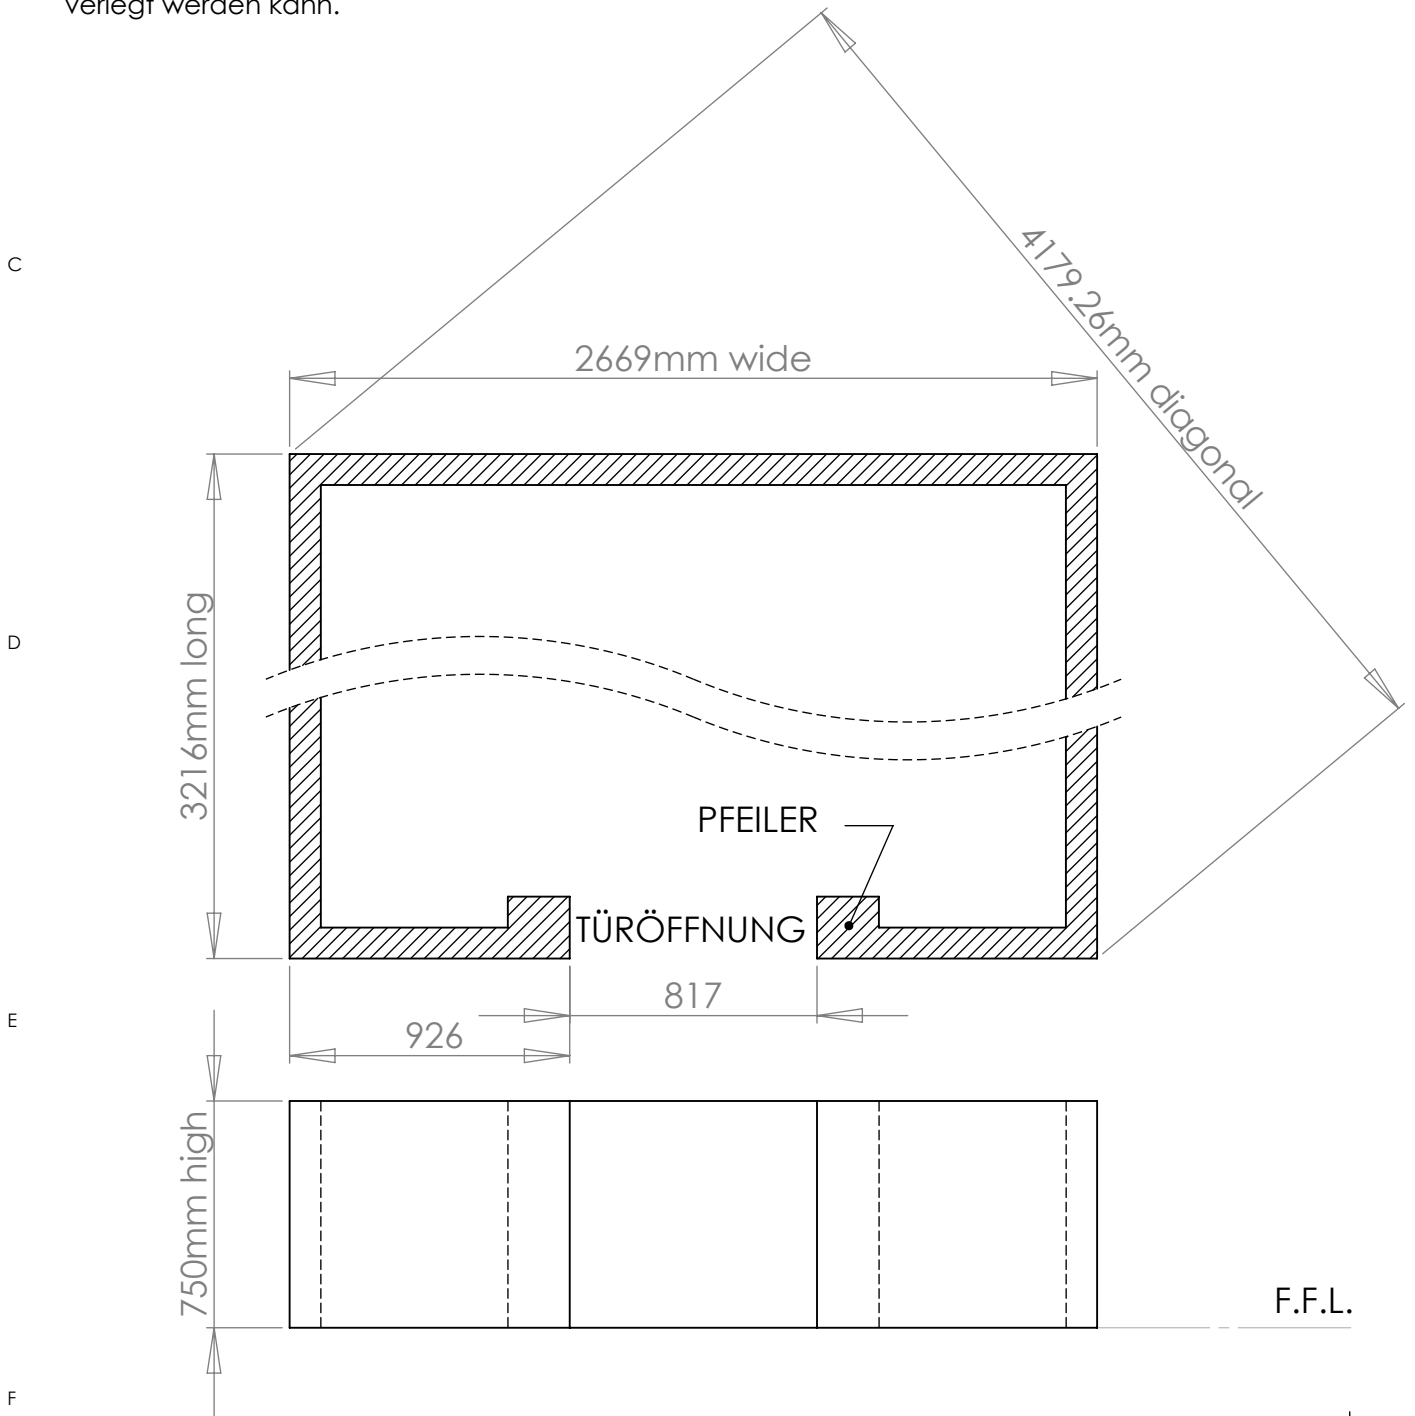 verlegt werden kann.
C
4179.26mm diagonal
2669mm wide
D
3216mm long
PFEILER
TÜRÖFFNUNG
817
E
926
750mm high
F.F.L.
F